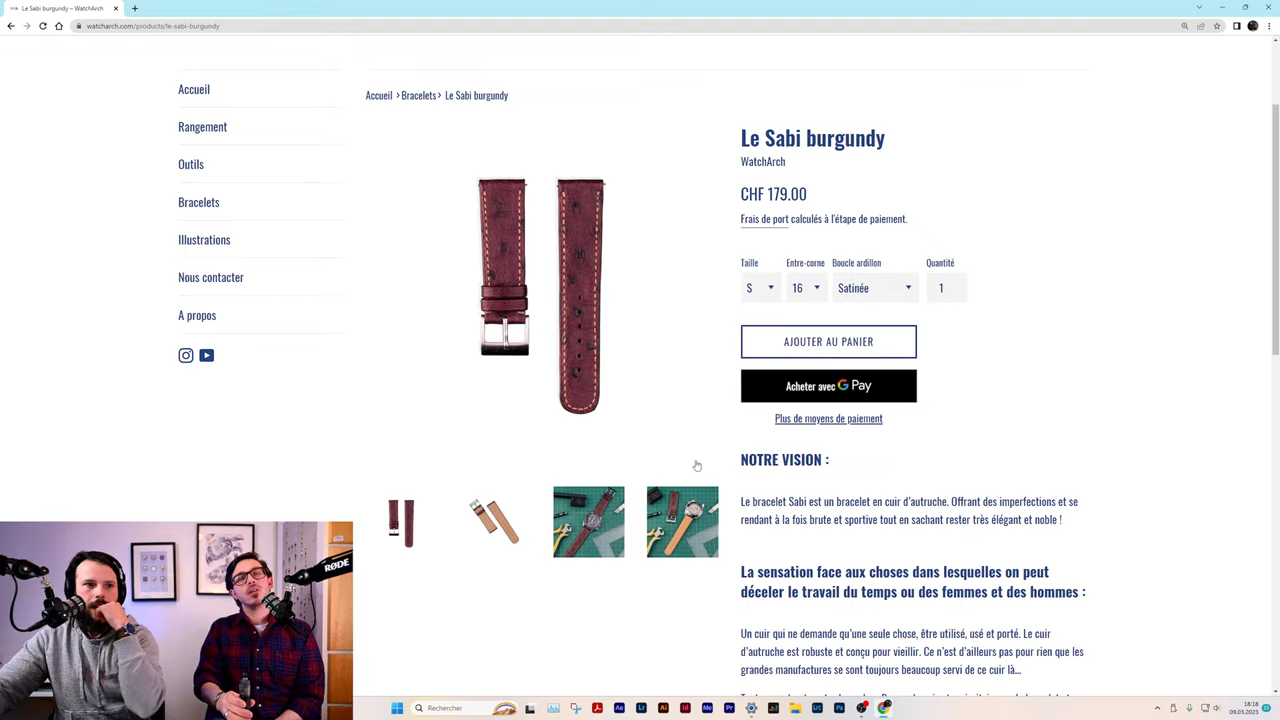 Le Sabi burgundy – WatchArch
watcharch.com/products/le-sabi-burgundy
Accueil
Rangement
Outils
Bracelets
Illustrations
Nous contacter
A propos
Accueil › Bracelets › Le Sabi burgundy
Le Sabi burgundy
WatchArch
CHF 179.00
Frais de port calculés à l'étape de paiement.
Taille Entre-corne Boucle ardillon Quantité
S 16 Satinée 1
AJOUTER AU PANIER
Acheter avec G Pay
Plus de moyens de paiement
NOTRE VISION :
Le bracelet Sabi est un bracelet en cuir d'autruche. Offrant des imperfections et se
rendant à la fois brute et sportive tout en sachant rester très élégant et noble !
La sensation face aux choses dans lesquelles on peut
déceler le travail du temps ou des femmes et des hommes :
Un cuir qui ne demande qu'une seule chose, être utilisé, usé et porté. Le cuir
d'autruche est robuste et conçu pour vieillir. Ce n'est d'ailleurs pas pour rien que les
grandes manufactures se sont toujours beaucoup servi de ce cuir là...
RØDE
Rechercher
18:18
09.03.2023